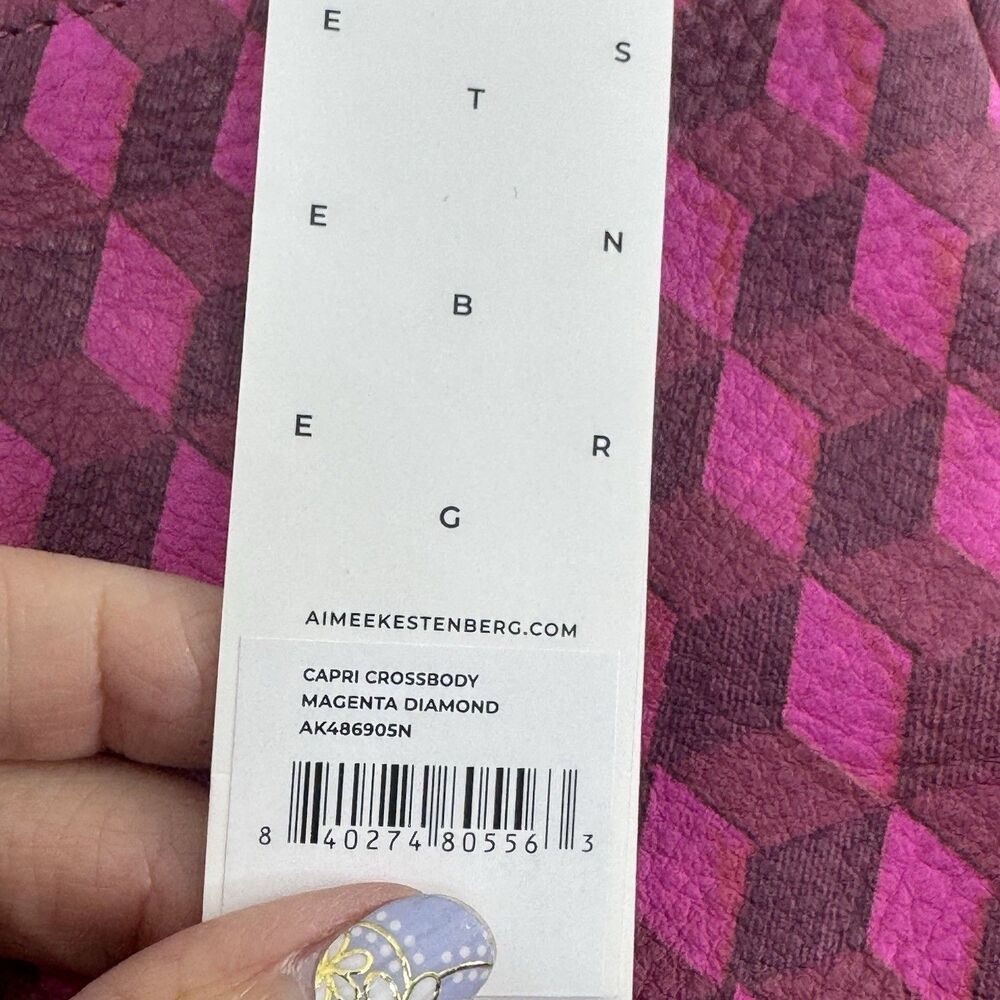 E
S
T
E
N
B
E
R
G
AIMEEKESTENBERG.COM
CAPRI CROSSBODY
MAGENTA DIAMOND
AK486905N
8 40274 80556 3